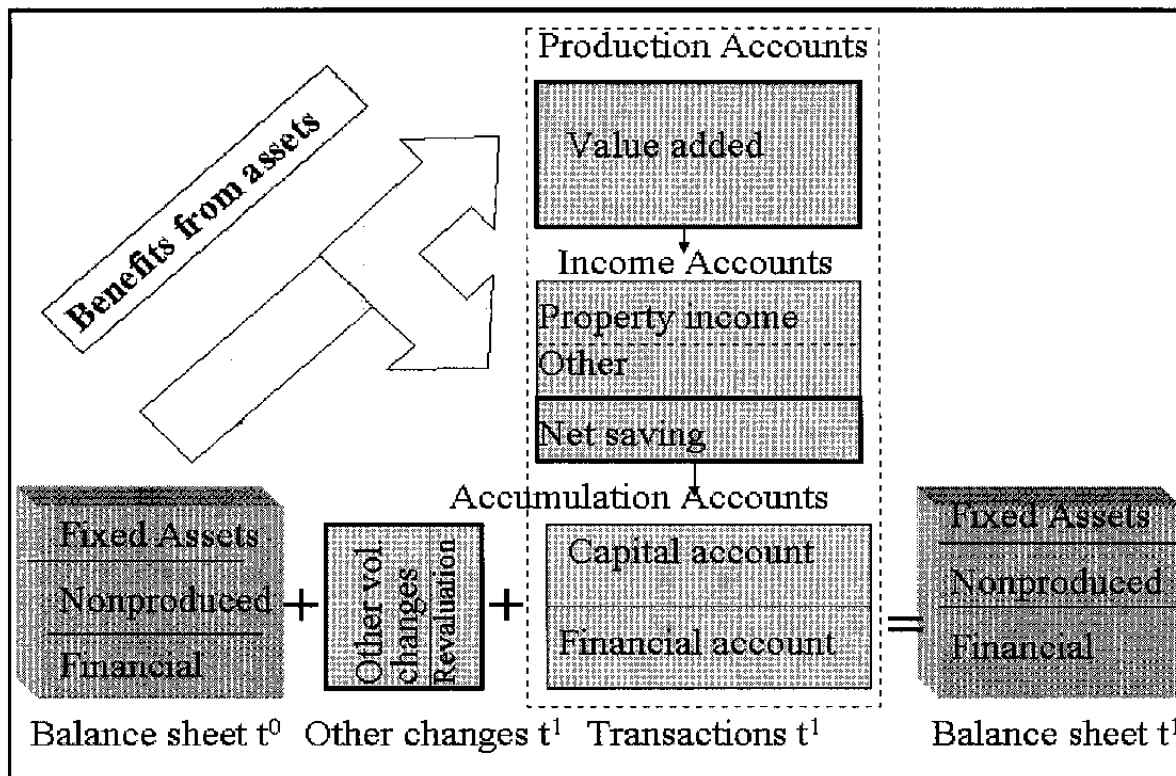 Production Accounts
Benefits from assets
Value added
Income Accounts
Property income
Other
Net saving
Accumulation Accounts
Fixed Assets
Nonproduced
Financial
+
Other vol.
changes
Revaluation
+
Capital account
Financial account
=
Fixed Assets
Nonproduced
Financial
Balance sheet t⁰
Other changes t¹
Transactions t¹
Balance sheet t¹